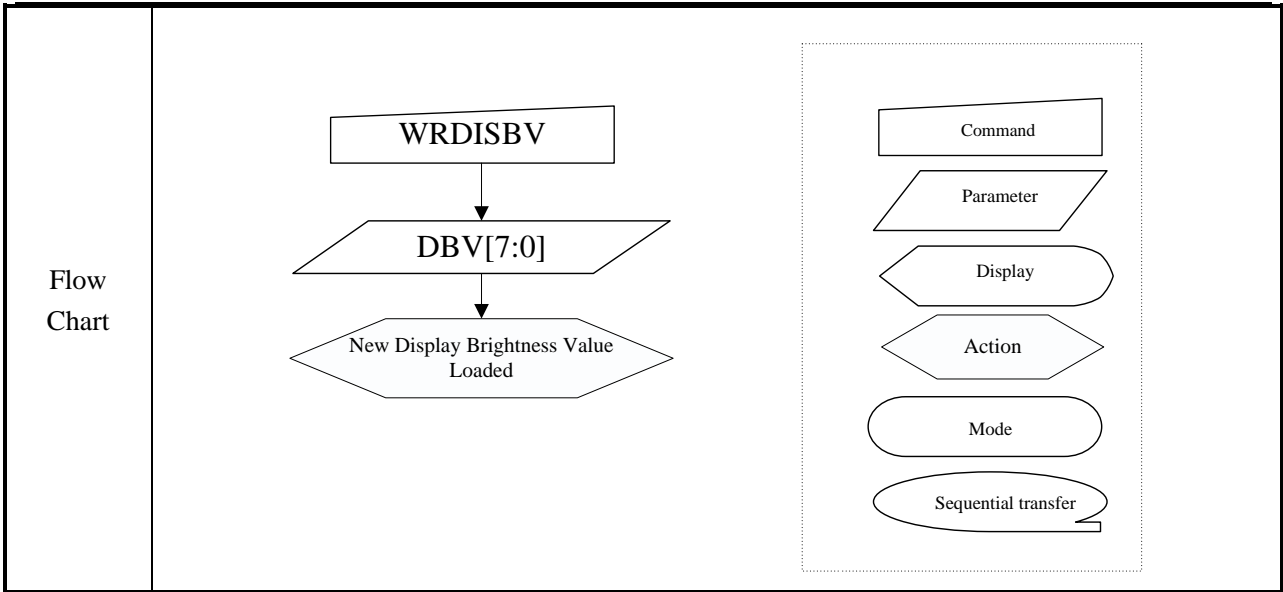 Flow
Chart
WRDISBV
DBV[7:0]
New Display Brightness Value
Loaded
Command
Parameter
Display
Action
Mode
Sequential transfer